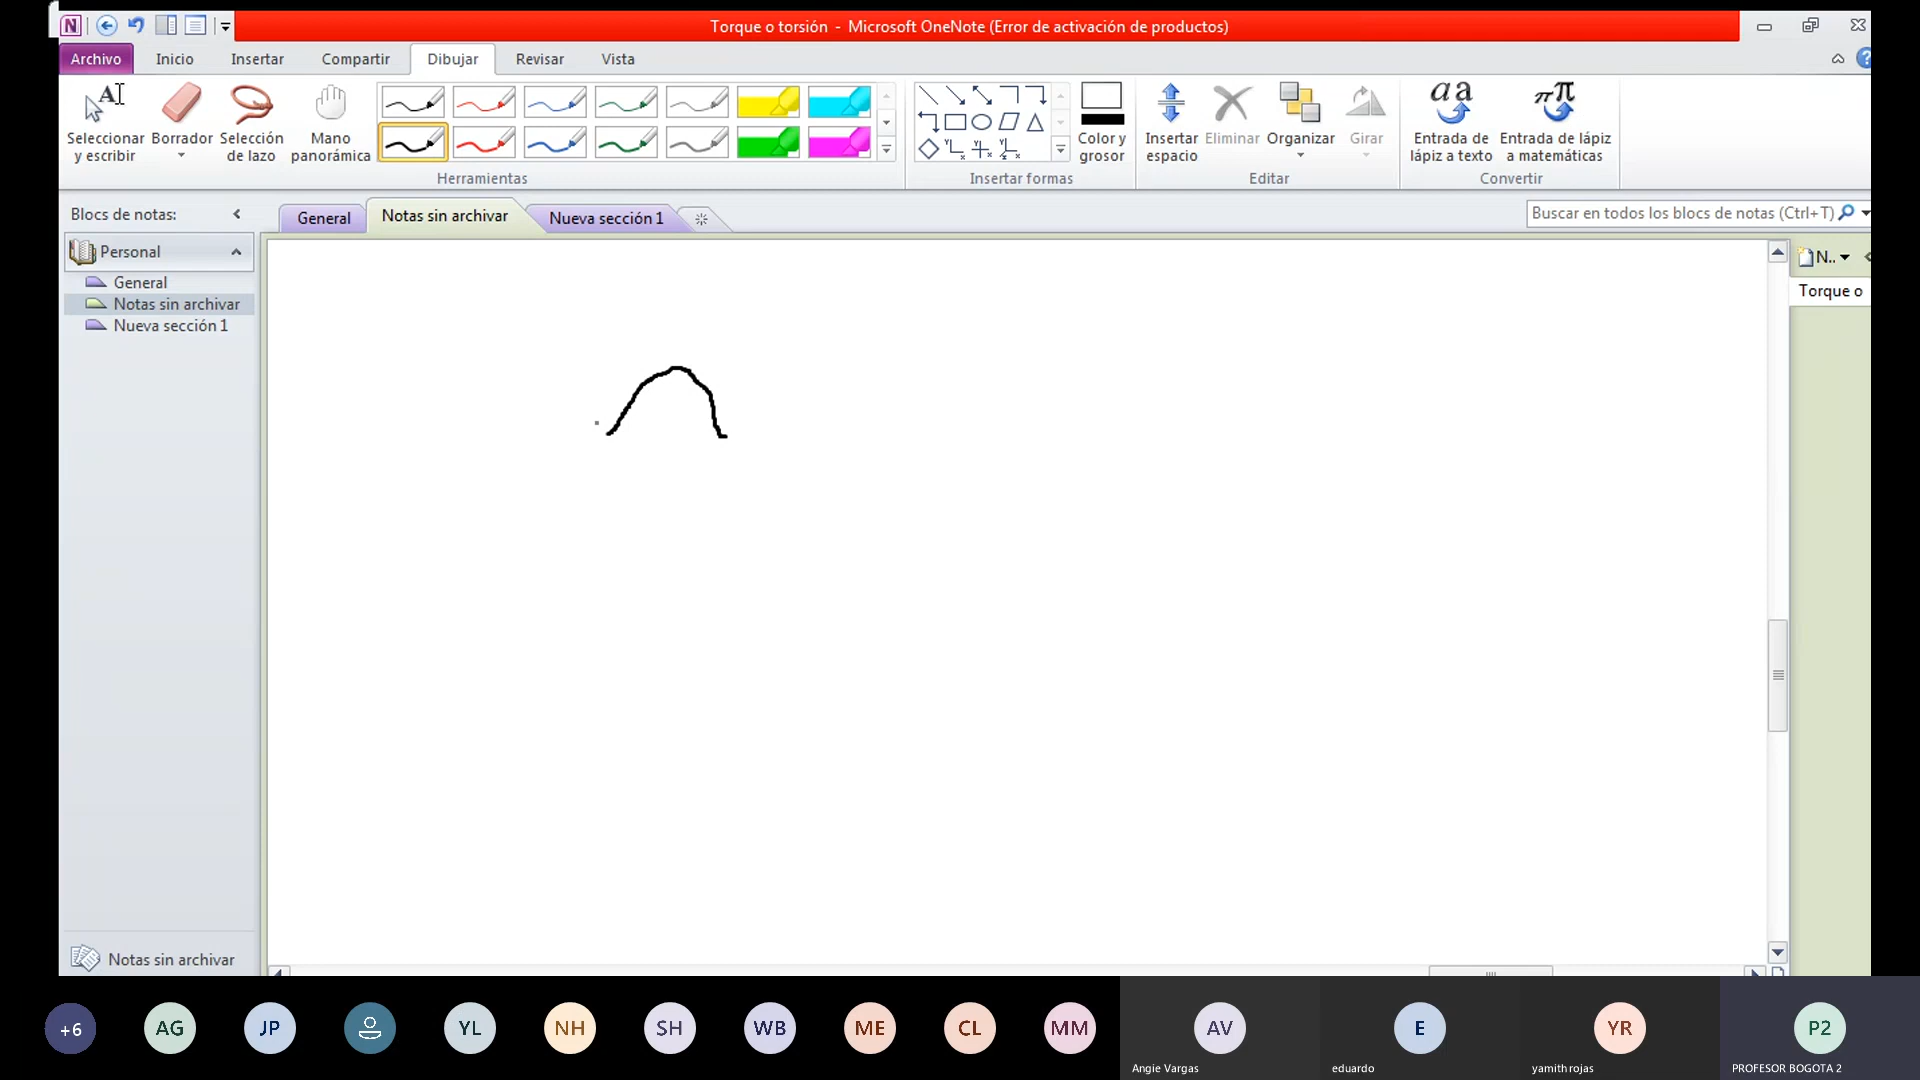 Torque o torsión - Microsoft OneNote (Error de activación de productos)
Archivo Inicio Insertar Compartir Dibujar Revisar Vista
Seleccionar y escribir
Borrador
Selección de lazo
Mano panorámica
Color y grosor
Insertar espacio
Eliminar
Organizar
Girar
Entrada de lápiz a texto
Entrada de lápiz a matemáticas
Herramientas
Insertar formas
Editar
Convertir
Blocs de notas:
General Notas sin archivar Nueva sección 1
Buscar en todos los blocs de notas (Ctrl+T)
Personal
General
Notas sin archivar
Nueva sección 1
N..
Torque o
Notas sin archivar
+6 AG JP YL NH SH WB ME CL MM AV E YR P2
Angie Vargas eduardo yamith rojas PROFESOR BOGOTA 2